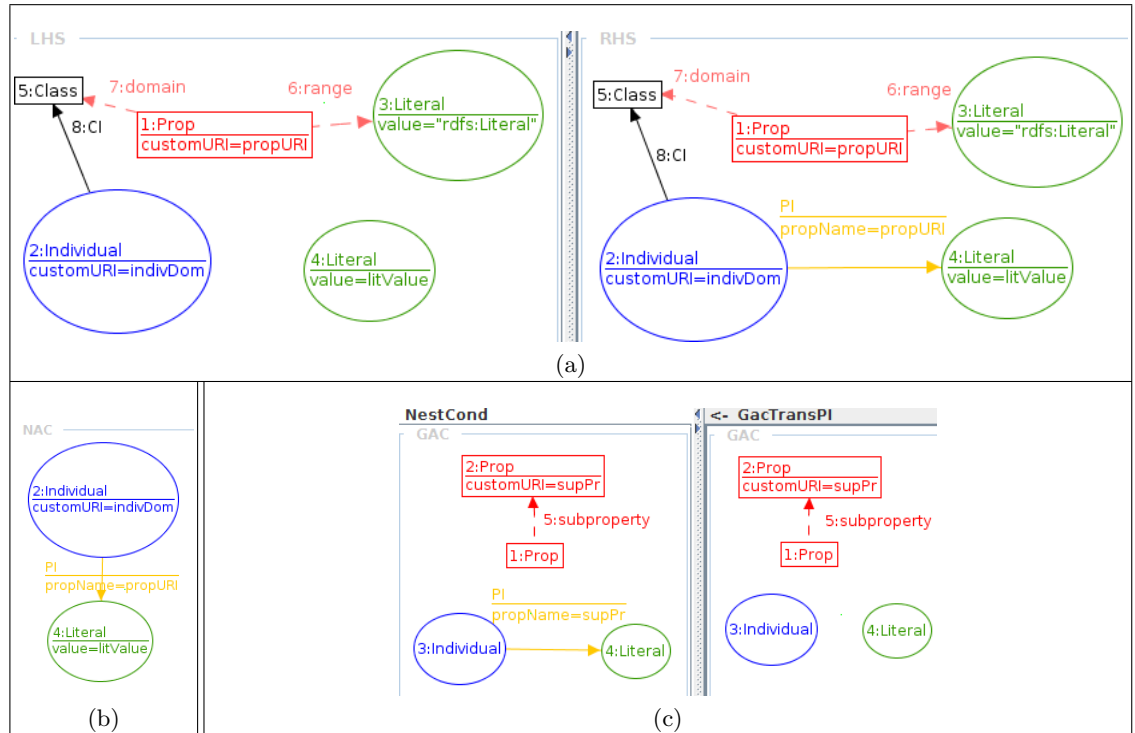 LHS
5:Class
7:domain
6:range
8:CI
1:Prop
customURI=propURI
3:Literal
value="rdfs:Literal"
2:Individual
customURI=indivDom
4:Literal
value=litValue
RHS
5:Class
7:domain
6:range
8:CI
1:Prop
customURI=propURI
3:Literal
value="rdfs:Literal"
PI
propName=propURI
2:Individual
customURI=indivDom
4:Literal
value=litValue
(a)
NAC
2:Individual
customURI=indivDom
PI
propName=propURI
4:Literal
value=litValue
(b)
NestCond
GAC
2:Prop
customURI=supPr
5:subproperty
1:Prop
PI
propName=supPr
3:Individual
4:Literal
<- GacTransPI
GAC
2:Prop
customURI=supPr
5:subproperty
1:Prop
3:Individual
4:Literal
(c)